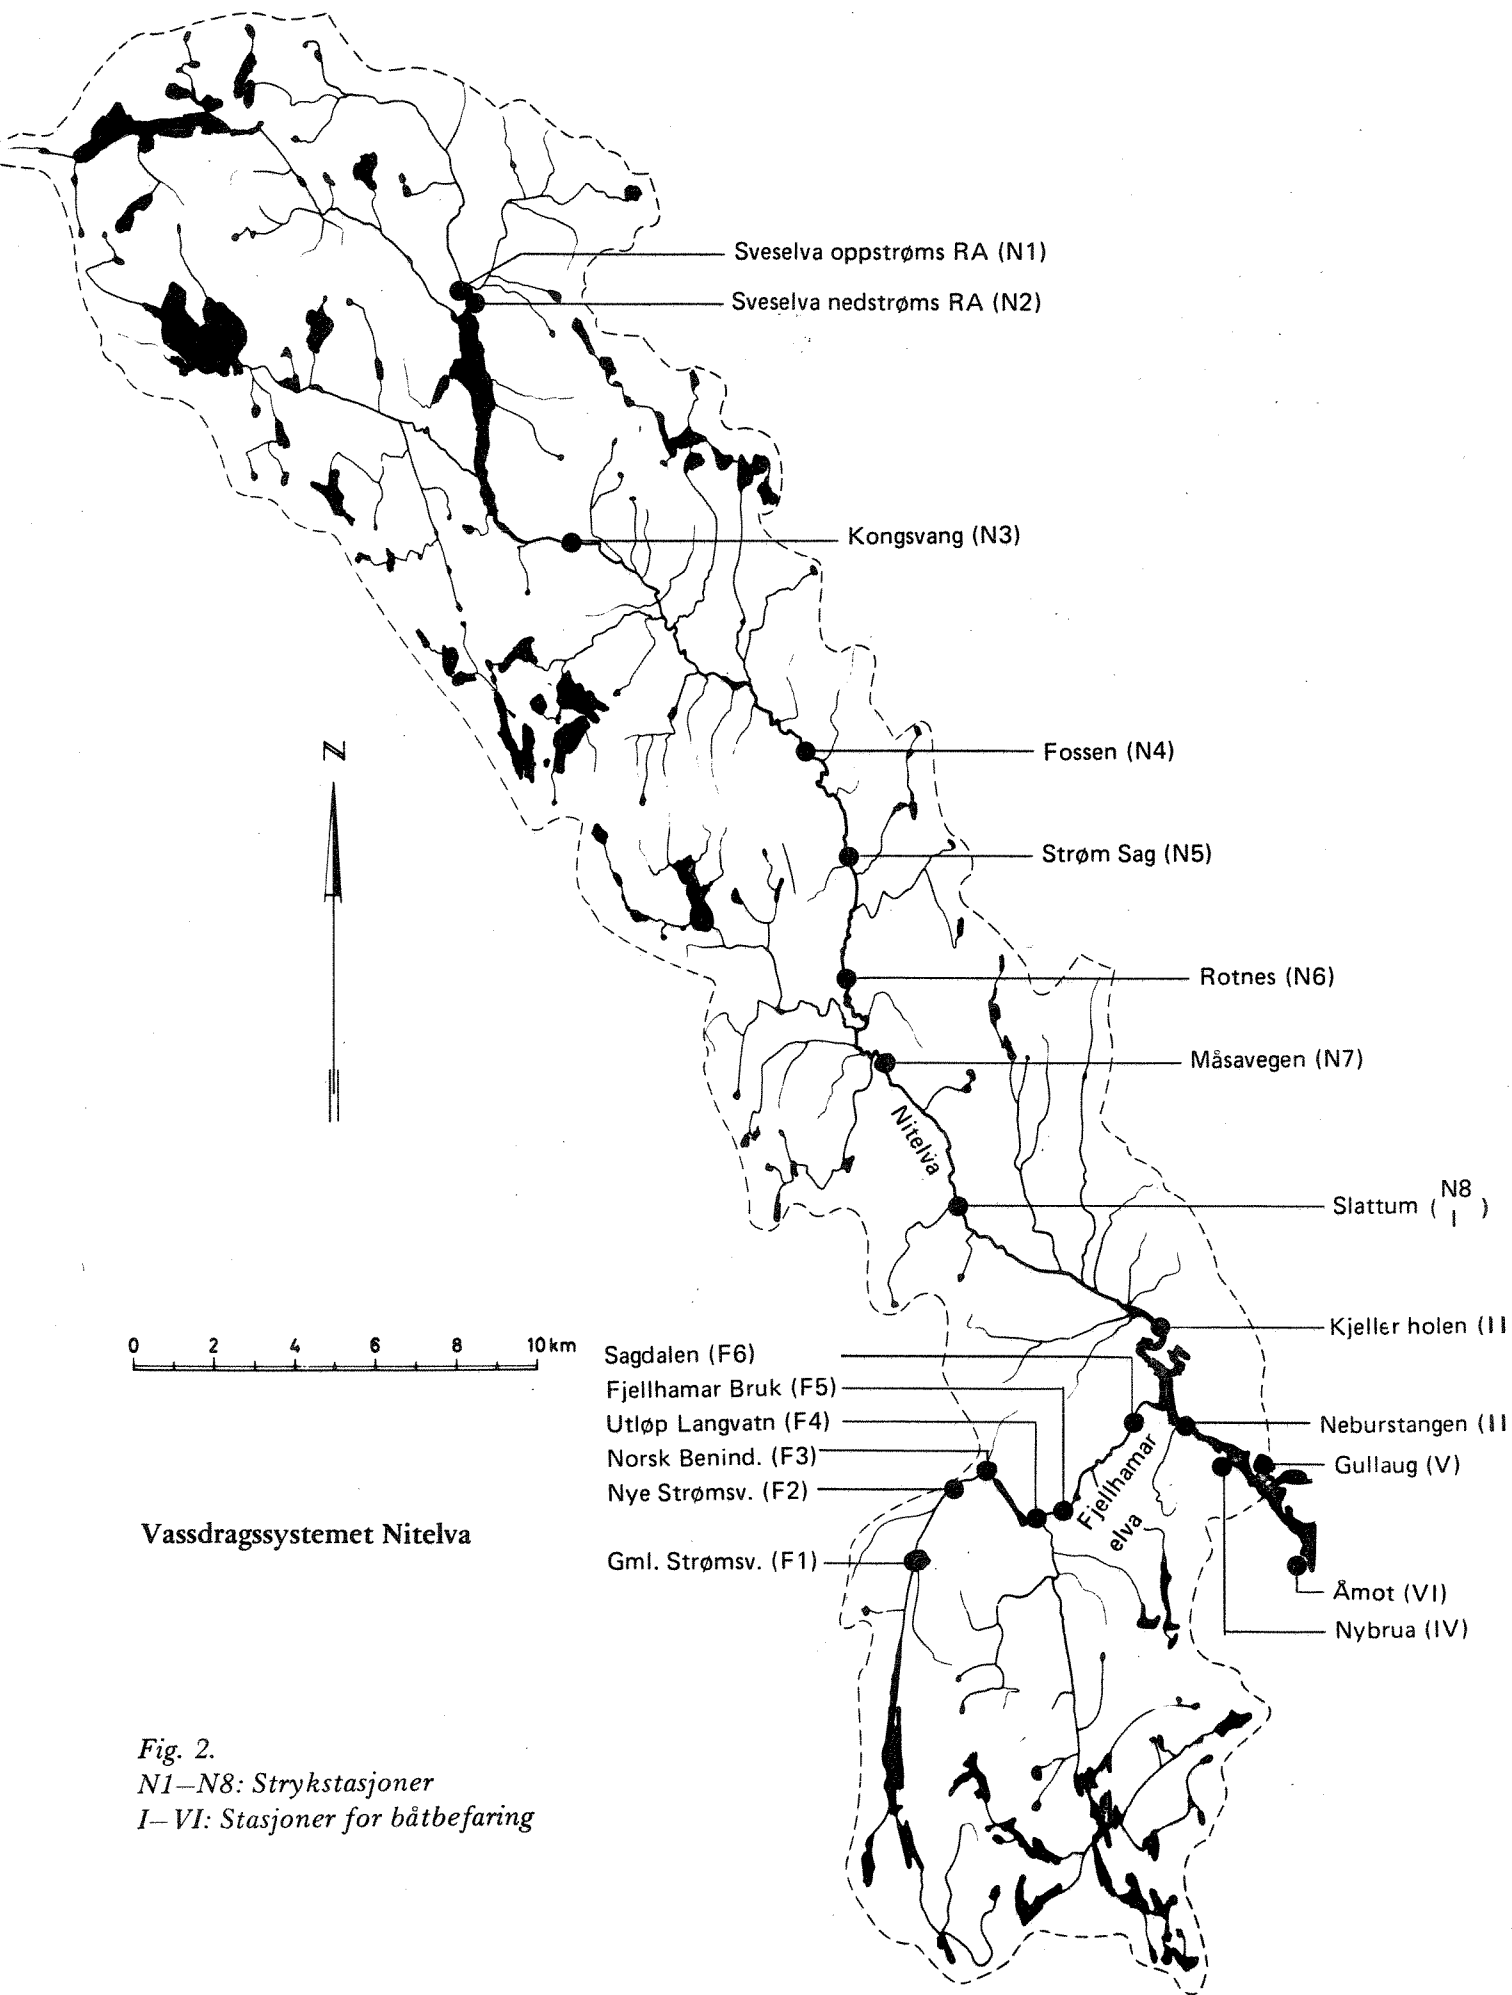 Sveselva oppstrøms RA (N1)
Sveselva nedstrøms RA (N2)
Kongsvang (N3)
N
Fossen (N4)
Strøm Sag (N5)
Rotnes (N6)
Måsavegen (N7)
Nitelva
Slattum (N8 I)
0 2 4 6 8 10 km
Kjeller holen (II
Sagdalen (F6)
Fjellhamar Bruk (F5)
Utløp Langvatn (F4)
Norsk Benind. (F3)
Nye Strømsv. (F2)
Gml. Strømsv. (F1)
Fjellhamar
elva
Neburstangen (II
Gullaug (V)
Åmot (VI)
Nybrua (IV)
Vassdragssystemet Nitelva
Fig. 2.
N1—N8: Strykstasjoner
I—VI: Stasjoner for båtbefaring